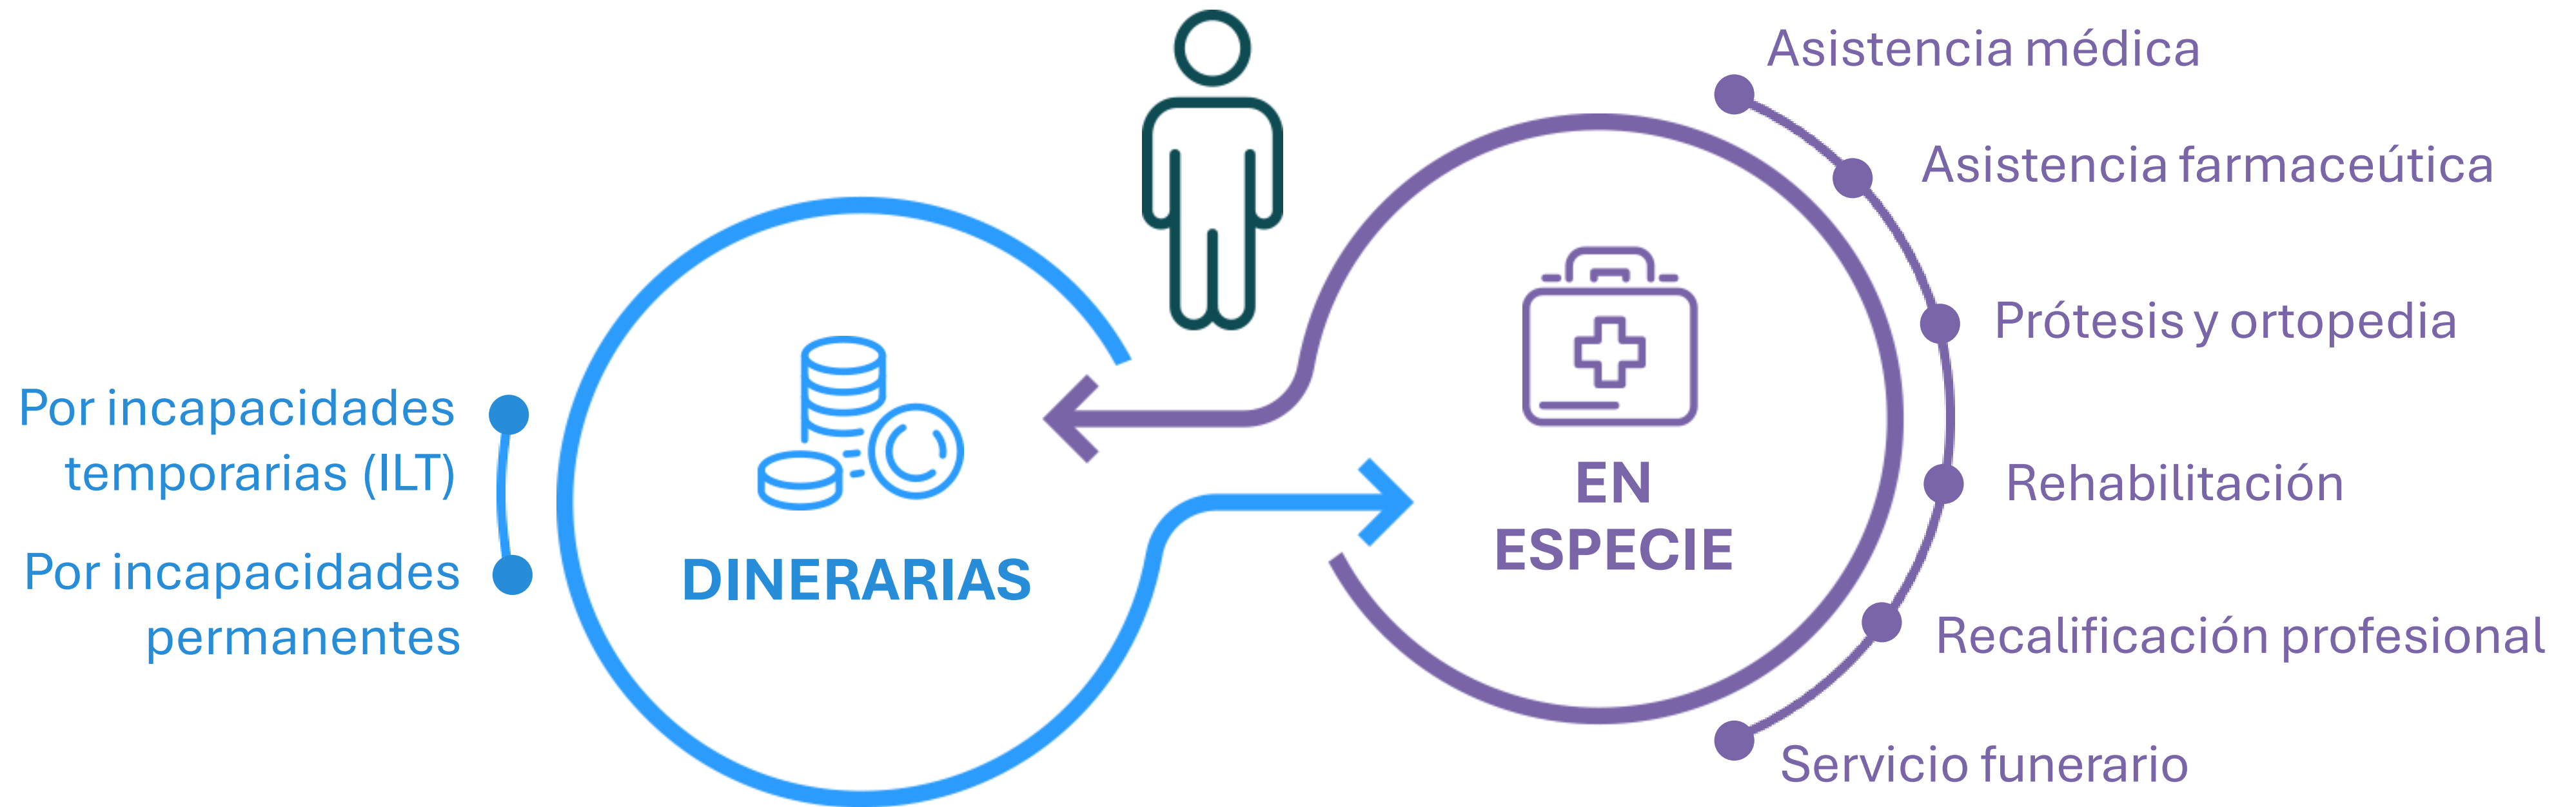 Por incapacidades
temporarias (ILT)
Por incapacidades
permanentes
DINERARIAS
EN
ESPECIE
Asistencia médica
Asistencia farmaceútica
Prótesis y ortopedia
Rehabilitación
Recalificación profesional
Servicio funerario